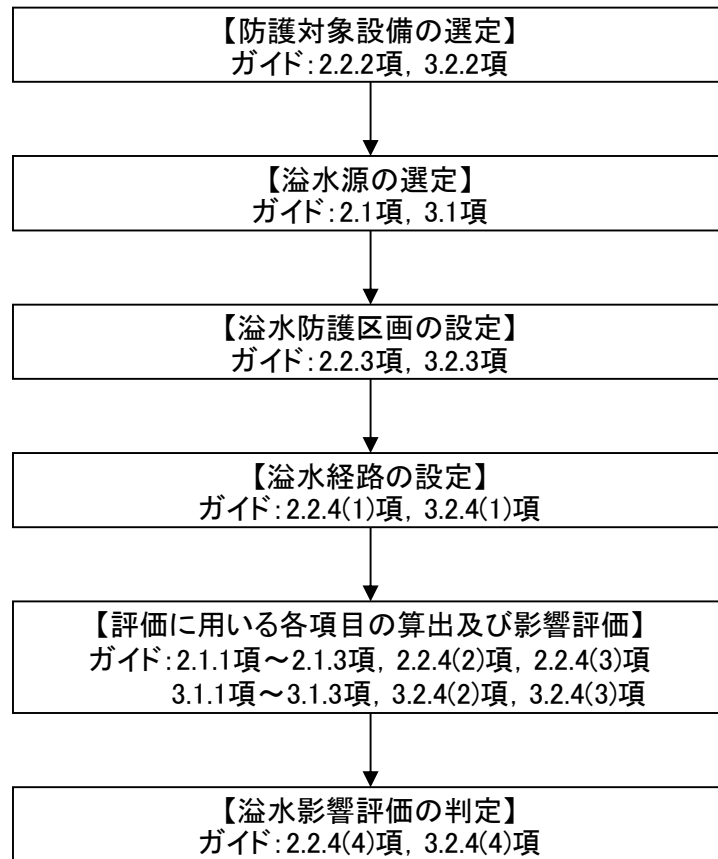 【防護対象設備の選定】
ガイド:2.2.2項, 3.2.2項
【溢水源の選定】
ガイド:2.1項, 3.1項
【溢水防護区画の設定】
ガイド:2.2.3項, 3.2.3項
【溢水経路の設定】
ガイド:2.2.4(1)項, 3.2.4(1)項
【評価に用いる各項目の算出及び影響評価】
ガイド:2.1.1項~2.1.3項, 2.2.4(2)項, 2.2.4(3)項
3.1.1項~3.1.3項, 3.2.4(2)項, 3.2.4(3)項
【溢水影響評価の判定】
ガイド:2.2.4(4)項, 3.2.4(4)項